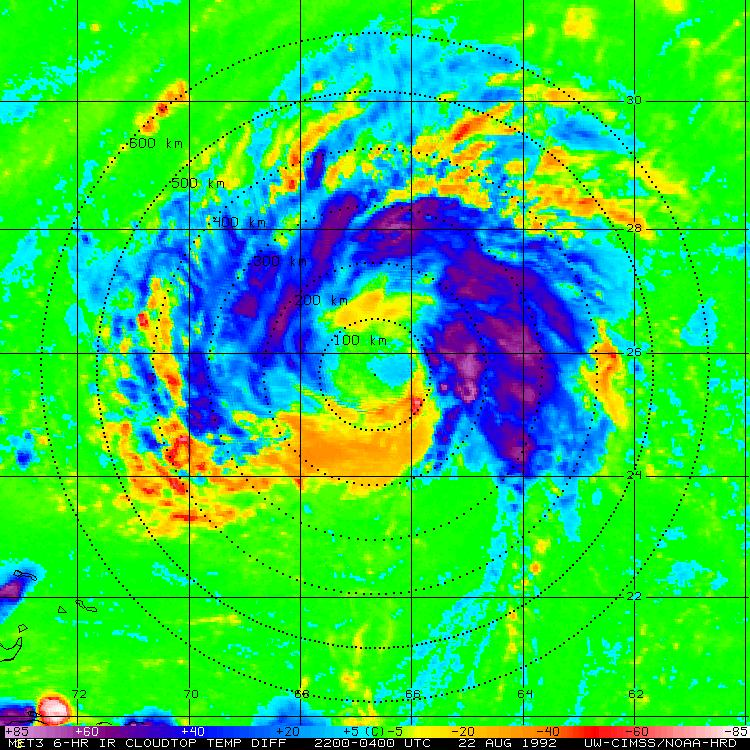 30
600 km
500 km
400 km
28
300 km
200 km
100 km
26
24
22
72 70 68 66 64 62
+85 +60 +40 +20 +5 (C) -5 -20 -40 -60 -85
MET3 6-HR IR CLOUDTOP TEMP DIFF 2200-0400 UTC 22 AUG 1992 UW-CIMSS/NOAA-HRD